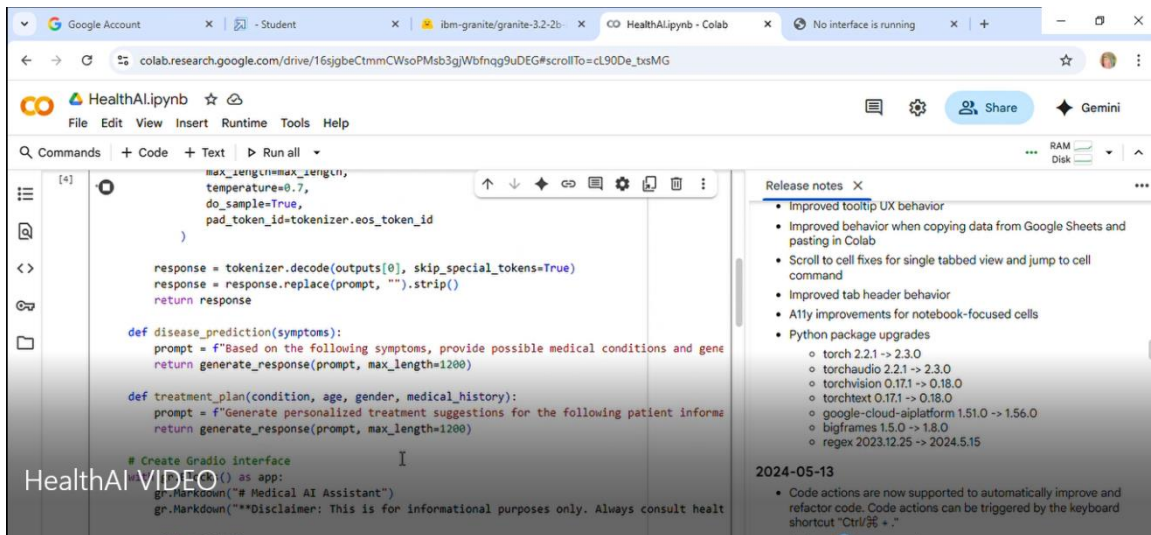 Google Account
- Student
ibm-granite/granite-3.2-2b-
HealthAI.ipynb - Colab
No interface is running
colab.research.google.com/drive/16sjgbeCtmmCWsoPMsb3gjWbfnqg9uDEG#scrollTo=cL90De_txsMG
HealthAI.ipynb
Share
Gemini
File Edit View Insert Runtime Tools Help
Commands + Code + Text Run all
RAM
Disk
[4]
max_length=max_length,
temperature=0.7,
do_sample=True,
pad_token_id=tokenizer.eos_token_id
)
response = tokenizer.decode(outputs[0], skip_special_tokens=True)
response = response.replace(prompt, "").strip()
return response
def disease_prediction(symptoms):
prompt = f"Based on the following symptoms, provide possible medical conditions and gene
return generate_response(prompt, max_length=1200)
def treatment_plan(condition, age, gender, medical_history):
prompt = f"Generate personalized treatment suggestions for the following patient informa
return generate_response(prompt, max_length=1200)
# Create Gradio interface
() as app:
gr.Markdown("# Medical AI Assistant")
gr.Markdown("**Disclaimer: This is for informational purposes only. Always consult healt
HealthAI VIDEO
Release notes
• Improved tooltip UX behavior
• Improved behavior when copying data from Google Sheets and
pasting in Colab
• Scroll to cell fixes for single tabbed view and jump to cell
command
• Improved tab header behavior
• A11y improvements for notebook-focused cells
• Python package upgrades
torch 2.2.1 -> 2.3.0
torchaudio 2.2.1 -> 2.3.0
torchvision 0.17.1 -> 0.18.0
torchtext 0.17.1 -> 0.18.0
google-cloud-aiplatform 1.51.0 -> 1.56.0
bigframes 1.5.0 -> 1.8.0
regex 2023.12.25 -> 2024.5.15
2024-05-13
• Code actions are now supported to automatically improve and
refactor code. Code actions can be triggered by the keyboard
shortcut "Ctrl/⌘ + ."